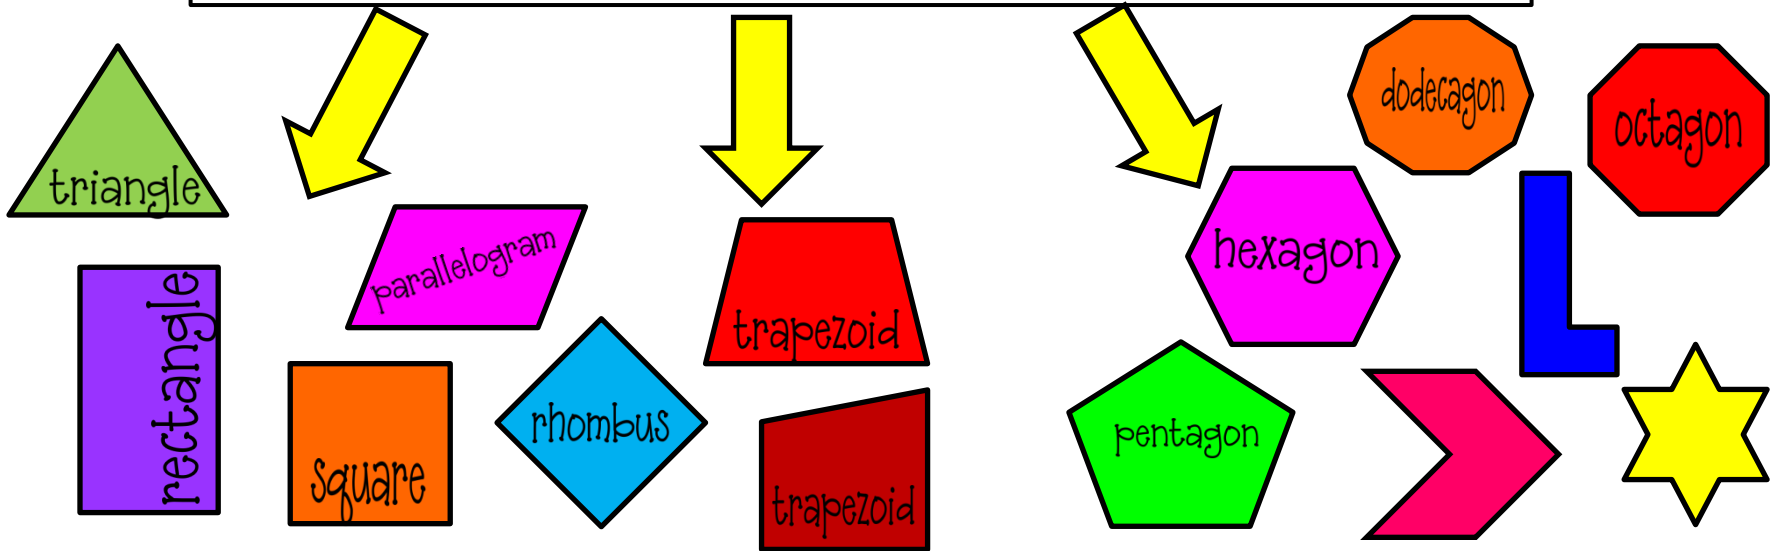 triangle
dodecagon
octagon
parallelogram
hexagon
rectangle
trapezoid
rhombus
pentagon
square
trapezoid